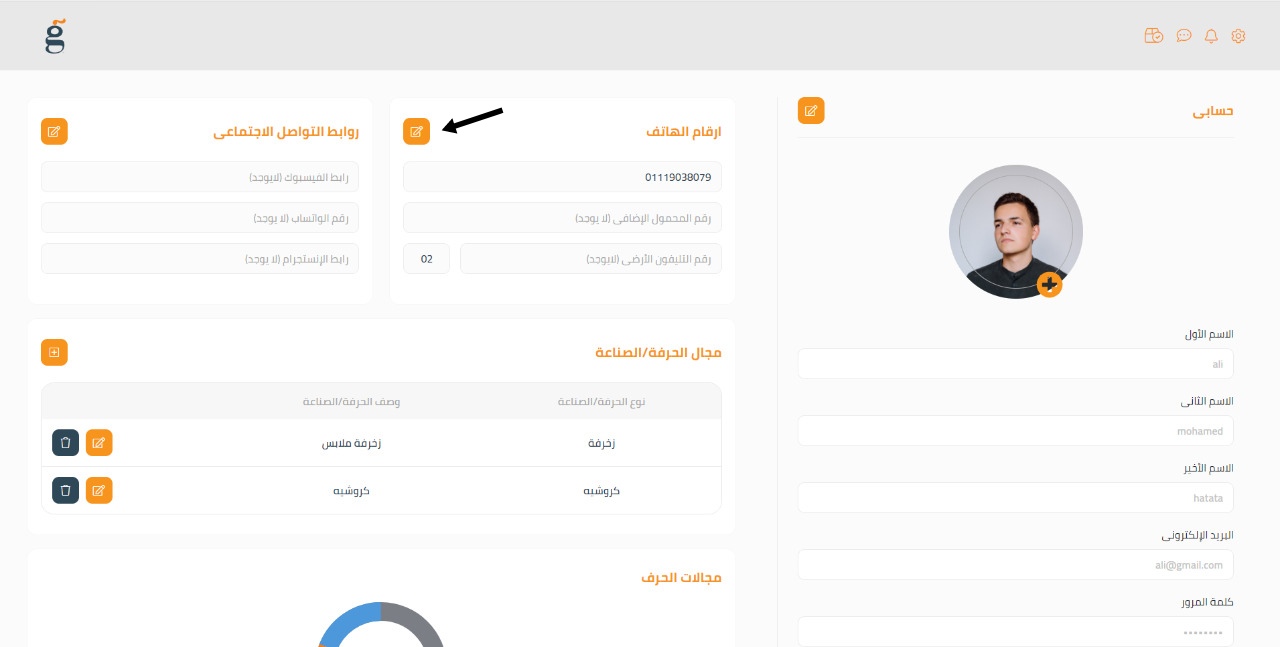 g
حسابى
الاسم الأول
ali
الاسم الثانى
mohamed
الاسم الأخير
hatata
البريد الإلكترونى
ali@gmail.com
كلمة المرور
••••••••
ارقام الهاتف
01119038079
رقم المحمول الإضافى (لا يوجد)
رقم التليفون الأرضى (لايوجد)
02
روابط التواصل الاجتماعى
رابط الفيسبوك (لايوجد)
رقم الواتساب (لا يوجد)
رابط الإنستجرام (لا يوجد)
مجال الحرفة/الصناعة
نوع الحرفة/الصناعة وصف الحرفة/الصناعة
زخرفة زخرفة ملابس
كروشيه كروشيه
مجالات الحرف